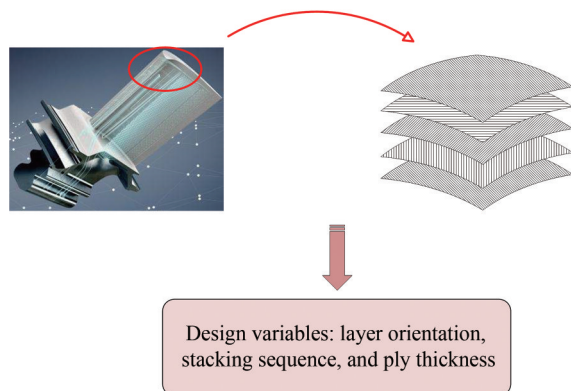 Design variables: layer orientation,
stacking sequence, and ply thickness